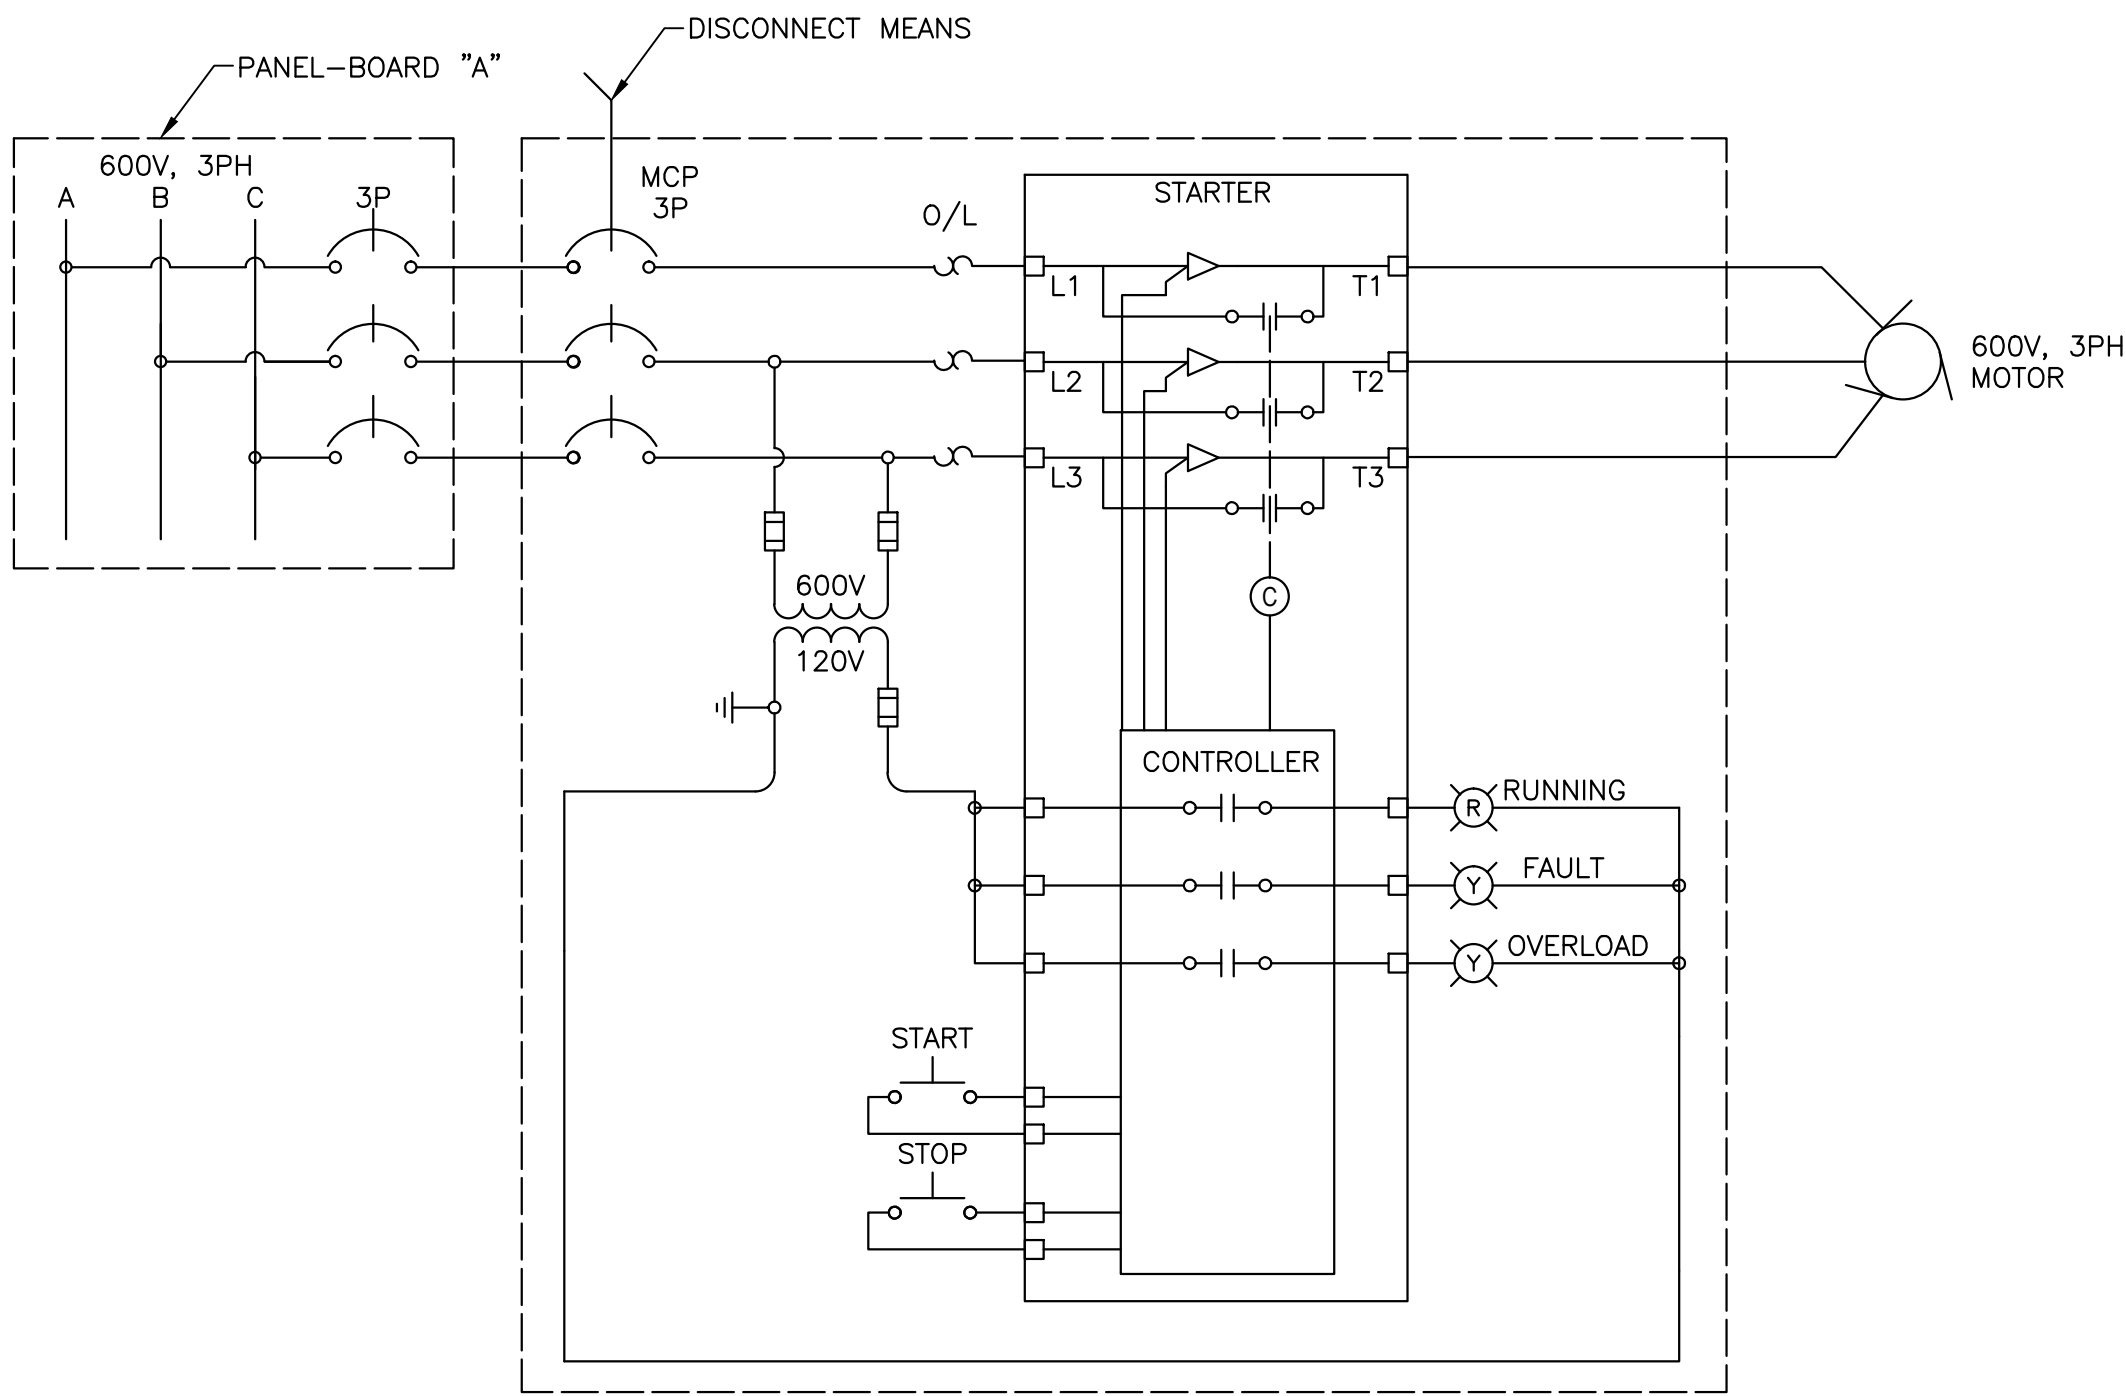 DISCONNECT MEANS
PANEL-BOARD "A"
600V, 3PH
A B C 3P
MCP
3P
O/L
STARTER
L1 T1
L2 T2
L3 T3
600V, 3PH
MOTOR
600V
120V
C
CONTROLLER
R RUNNING
Y FAULT
Y OVERLOAD
START
STOP